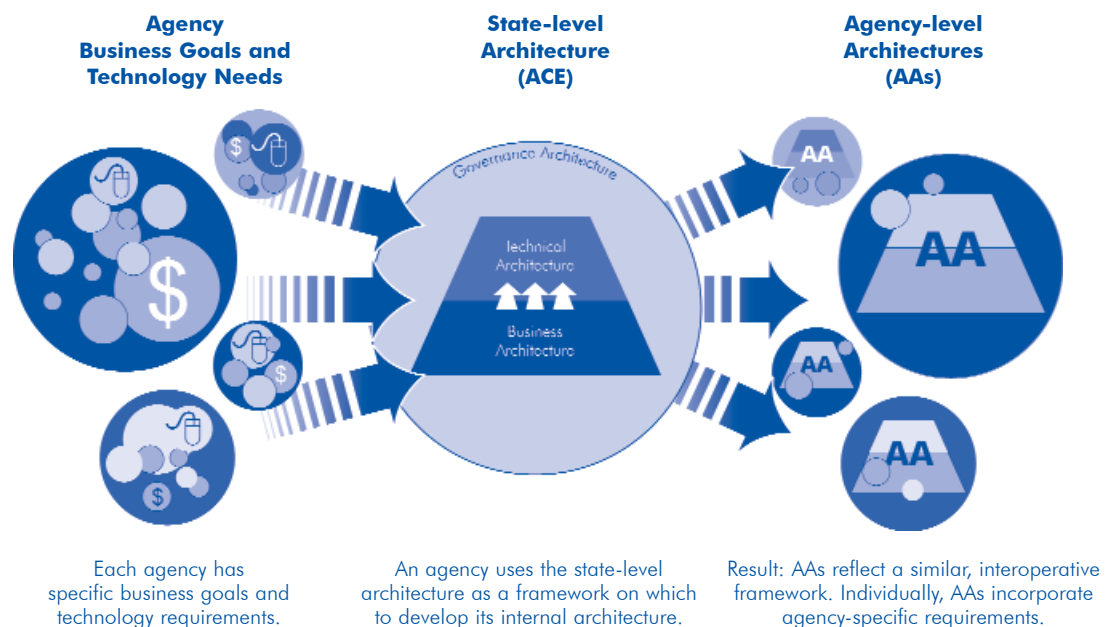 Agency
Business Goals and
Technology Needs
State-level
Architecture
(ACE)
Agency-level
Architectures
(AAs)
$
$
$
$
Governance Architecture
Technical
Architecture
Business
Architecture
AA
AA
AA
AA
Each agency has
specific business goals and
technology requirements.
An agency uses the state-level
architecture as a framework on which
to develop its internal architecture.
Result: AAs reflect a similar, interoperative
framework. Individually, AAs incorporate
agency-specific requirements.